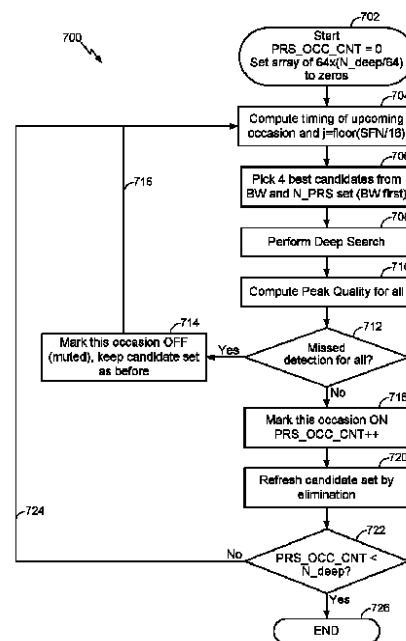 700
702
Start
PRS_OCC_CNT = 0
Set array of 64x(N_deep/64)
to zeros
704
Compute timing of upcoming
occasion and j=floor(SFN/16)
706
Pick 4 best candidates from
BW and N_PRS set (BW first)
708
Perform Deep Search
710
Compute Peak Quality for all
712
Missed
detection for all?
Yes
714
Mark this occasion OFF
(muted), keep candidate set
as before
716
No
718
Mark this occasion ON
PRS_OCC_CNT++
720
Refresh candidate set by
elimination
722
PRS_OCC_CNT <
N_deep?
No
724
Yes
726
END